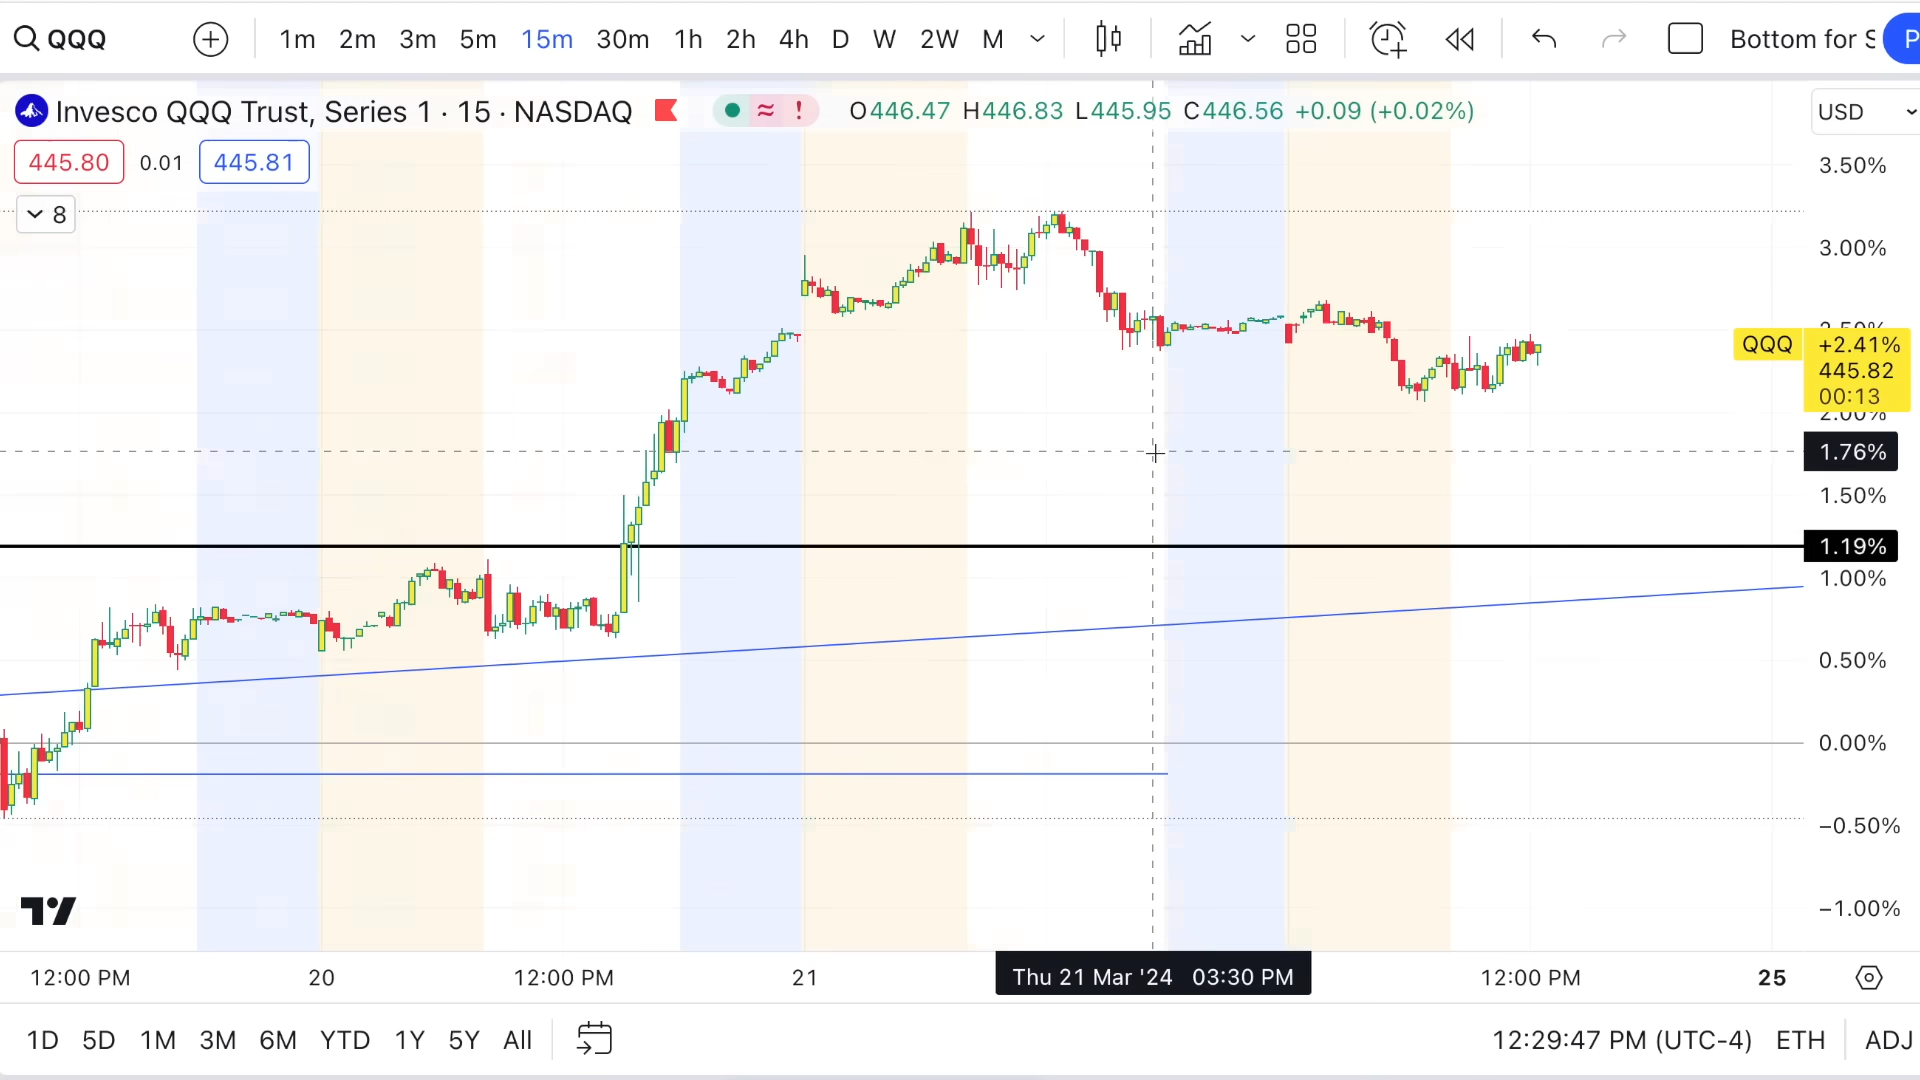 QQQ 1m 2m 3m 5m 15m 30m 1h 2h 4h D W 2W M Bottom for S P
Invesco QQQ Trust, Series 1 · 15 · NASDAQ ≈ ! O446.47 H446.83 L445.95 C446.56 +0.09 (+0.02%) USD
445.80 0.01 445.81
8
3.50%
3.00%
2.50%
QQQ +2.41%
445.82
00:13
2.00%
1.76%
1.50%
1.19%
1.00%
0.50%
0.00%
−0.50%
−1.00%
12:00 PM 20 12:00 PM 21 Thu 21 Mar '24 03:30 PM 12:00 PM 25
1D 5D 1M 3M 6M YTD 1Y 5Y All 12:29:47 PM (UTC-4) ETH ADJ